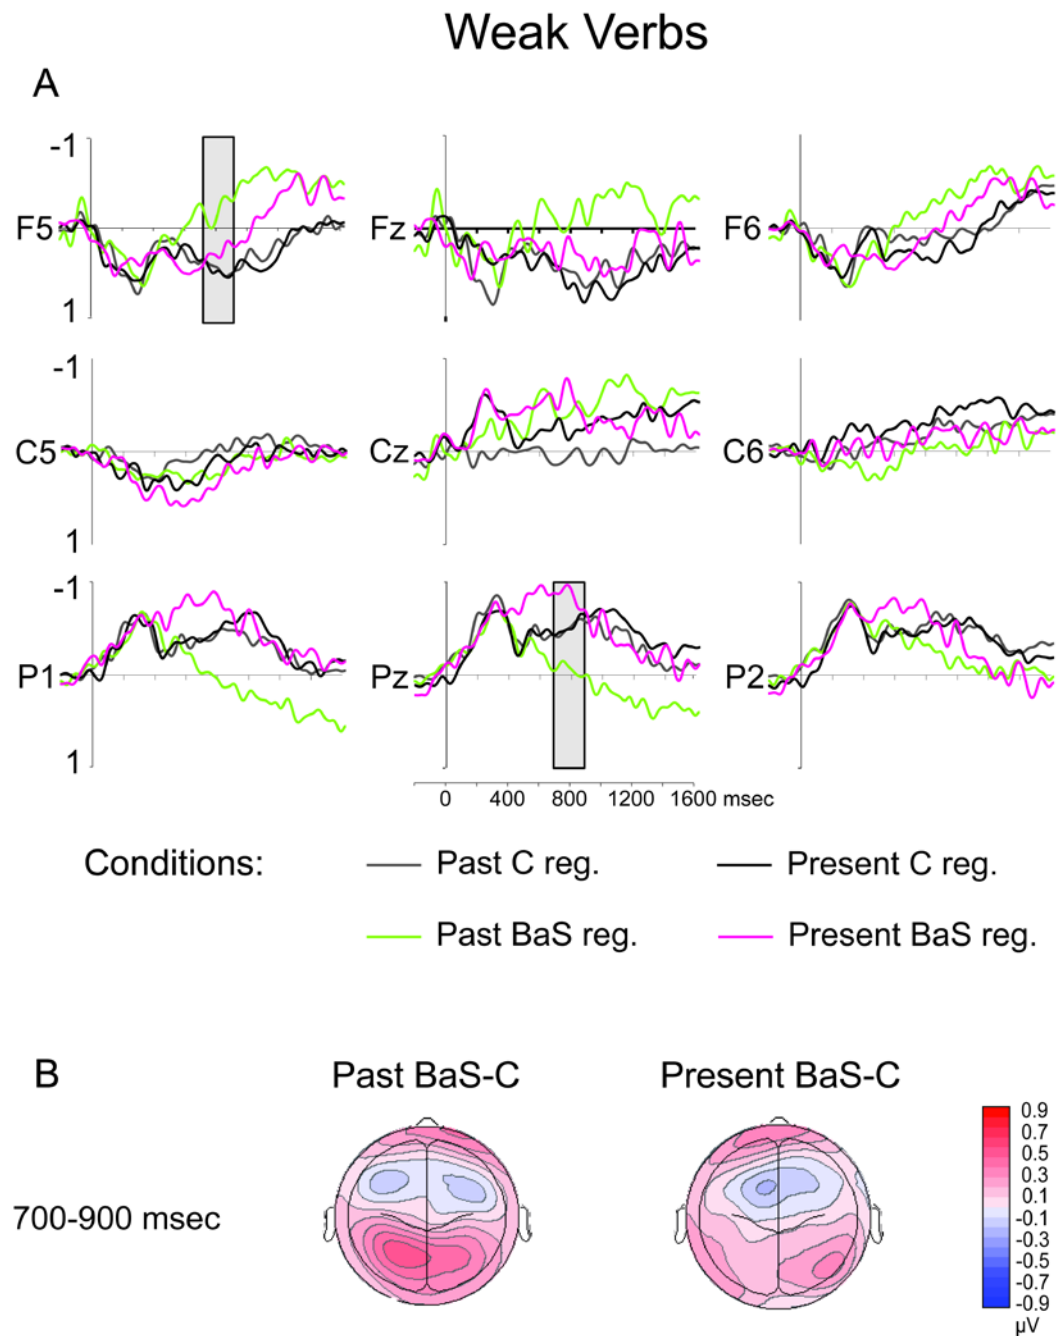 Weak Verbs
A
-1
F5
1
Fz
F6
-1
C5
1
Cz
C6
-1
P1
1
Pz
P2
0 400 800 1200 1600 msec
Conditions:
Past C reg.
Present C reg.
Past BaS reg.
Present BaS reg.
B
Past BaS-C
Present BaS-C
700-900 msec
0.9
0.7
0.5
0.3
0.1
-0.1
-0.3
-0.5
-0.7
-0.9
µV